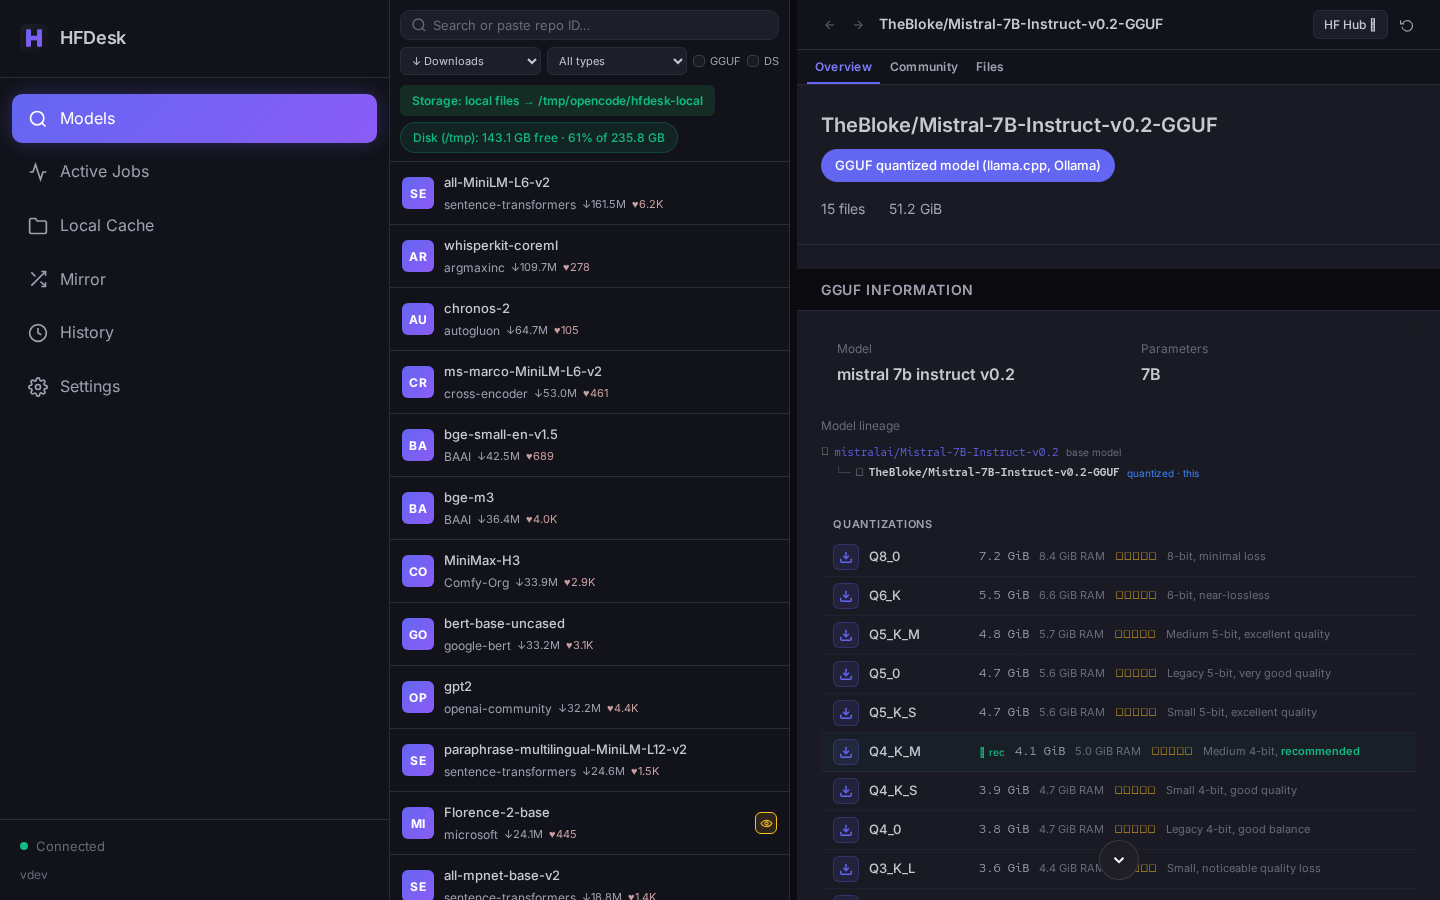 HFDesk
Models
Active Jobs
Local Cache
Mirror
History
Settings
Connected
vdev
Search or paste repo ID...
↓ Downloads
All types
GGUF
DS
Storage: local files → /tmp/opencode/hfdesk-local
Disk (/tmp): 143.1 GB free · 61% of 235.8 GB
SE
all-MiniLM-L6-v2
sentence-transformers ↓161.5M ♥6.2K
AR
whisperkit-coreml
argmaxinc ↓109.7M ♥278
AU
chronos-2
autogluon ↓64.7M ♥105
CR
ms-marco-MiniLM-L6-v2
cross-encoder ↓53.0M ♥461
BA
bge-small-en-v1.5
BAAI ↓42.5M ♥689
BA
bge-m3
BAAI ↓36.4M ♥4.0K
CO
MiniMax-H3
Comfy-Org ↓33.9M ♥2.9K
GO
bert-base-uncased
google-bert ↓33.2M ♥3.1K
OP
gpt2
openai-community ↓32.2M ♥4.4K
SE
paraphrase-multilingual-MiniLM-L12-v2
sentence-transformers ↓24.6M ♥1.5K
MI
Florence-2-base
microsoft ↓24.1M ♥445
SE
all-mpnet-base-v2
sentence-transformers ↓18.8M ♥1.4K
← → TheBloke/Mistral-7B-Instruct-v0.2-GGUF
HF Hub
Overview
Community
Files
TheBloke/Mistral-7B-Instruct-v0.2-GGUF
GGUF quantized model (llama.cpp, Ollama)
15 files 51.2 GiB
GGUF INFORMATION
Model
mistral 7b instruct v0.2
Parameters
7B
Model lineage
mistralai/Mistral-7B-Instruct-v0.2 base model
TheBloke/Mistral-7B-Instruct-v0.2-GGUF quantized · this
QUANTIZATIONS
Q8_0 7.2 GiB 8.4 GiB RAM 8-bit, minimal loss
Q6_K 5.5 GiB 6.6 GiB RAM 6-bit, near-lossless
Q5_K_M 4.8 GiB 5.7 GiB RAM Medium 5-bit, excellent quality
Q5_0 4.7 GiB 5.6 GiB RAM Legacy 5-bit, very good quality
Q5_K_S 4.7 GiB 5.6 GiB RAM Small 5-bit, excellent quality
Q4_K_M rec 4.1 GiB 5.0 GiB RAM Medium 4-bit, recommended
Q4_K_S 3.9 GiB 4.7 GiB RAM Small 4-bit, good quality
Q4_0 3.8 GiB 4.7 GiB RAM Legacy 4-bit, good balance
Q3_K_L 3.6 GiB 4.4 GiB RAM Small, noticeable quality loss